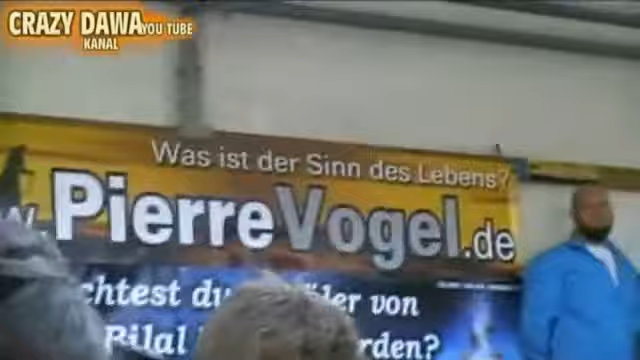 CRAZY DAWA YOU TUBE
KANAL
Was ist der Sinn des Lebens?
w.PierreVogel.de
chtest du ler von
Bilal rden?